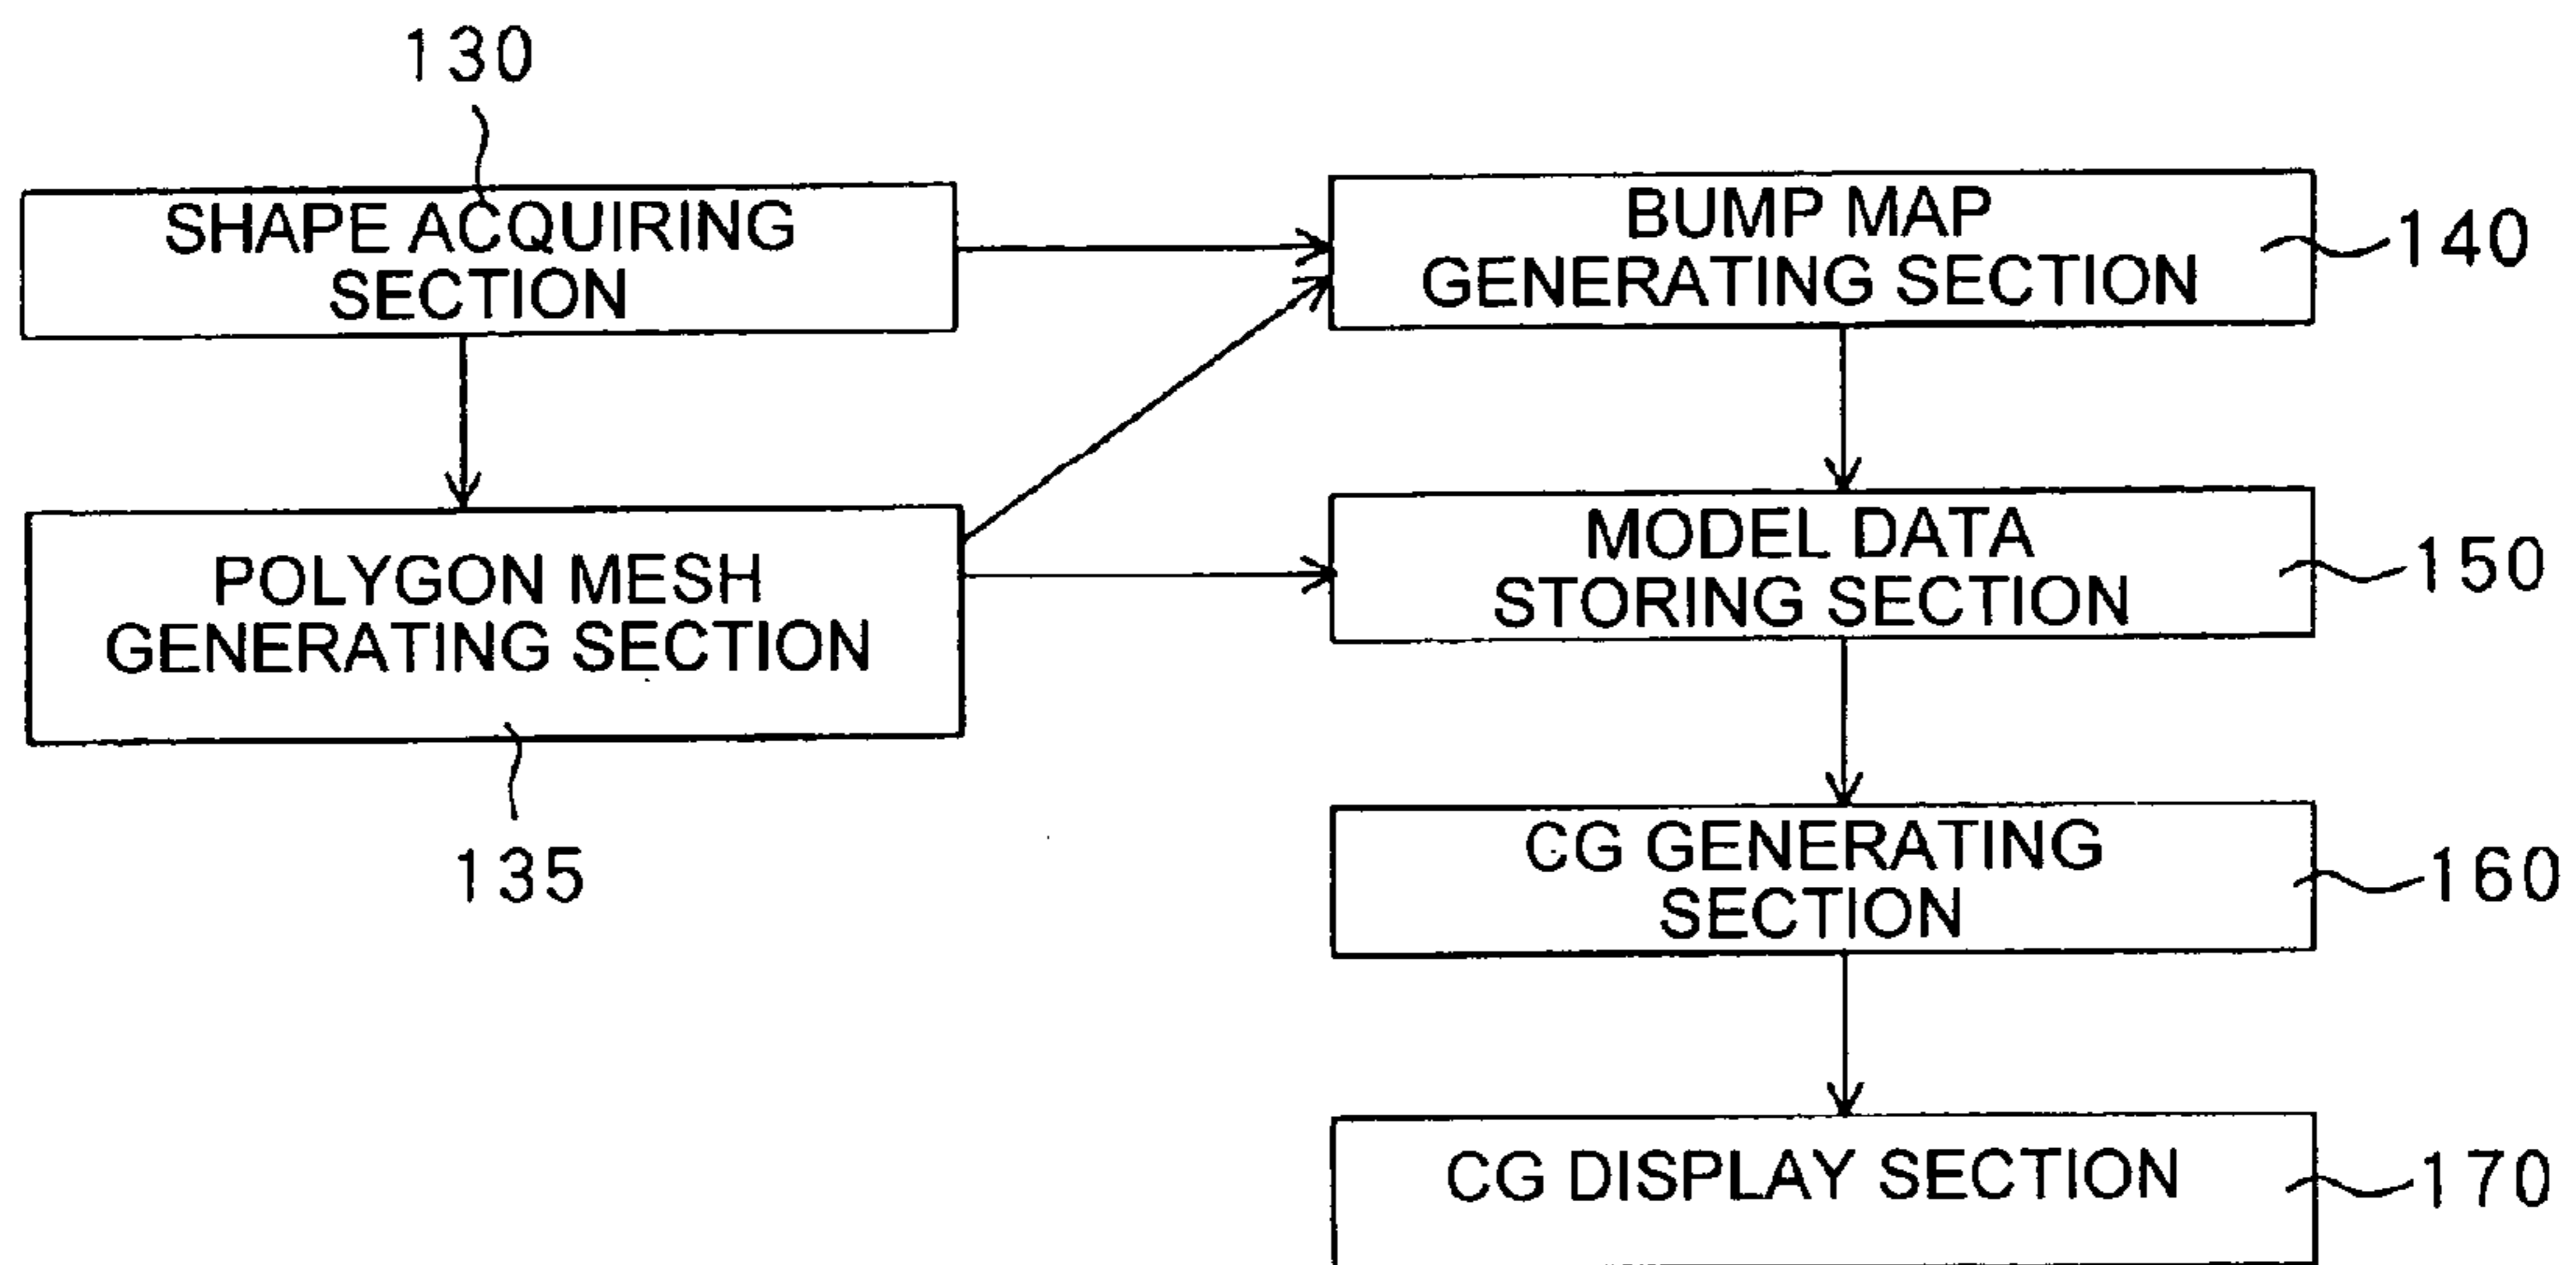 130
SHAPE ACQUIRING
SECTION
BUMP MAP
GENERATING SECTION
140
POLYGON MESH
GENERATING SECTION
135
MODEL DATA
STORING SECTION
150
CG GENERATING
SECTION
160
CG DISPLAY SECTION
170